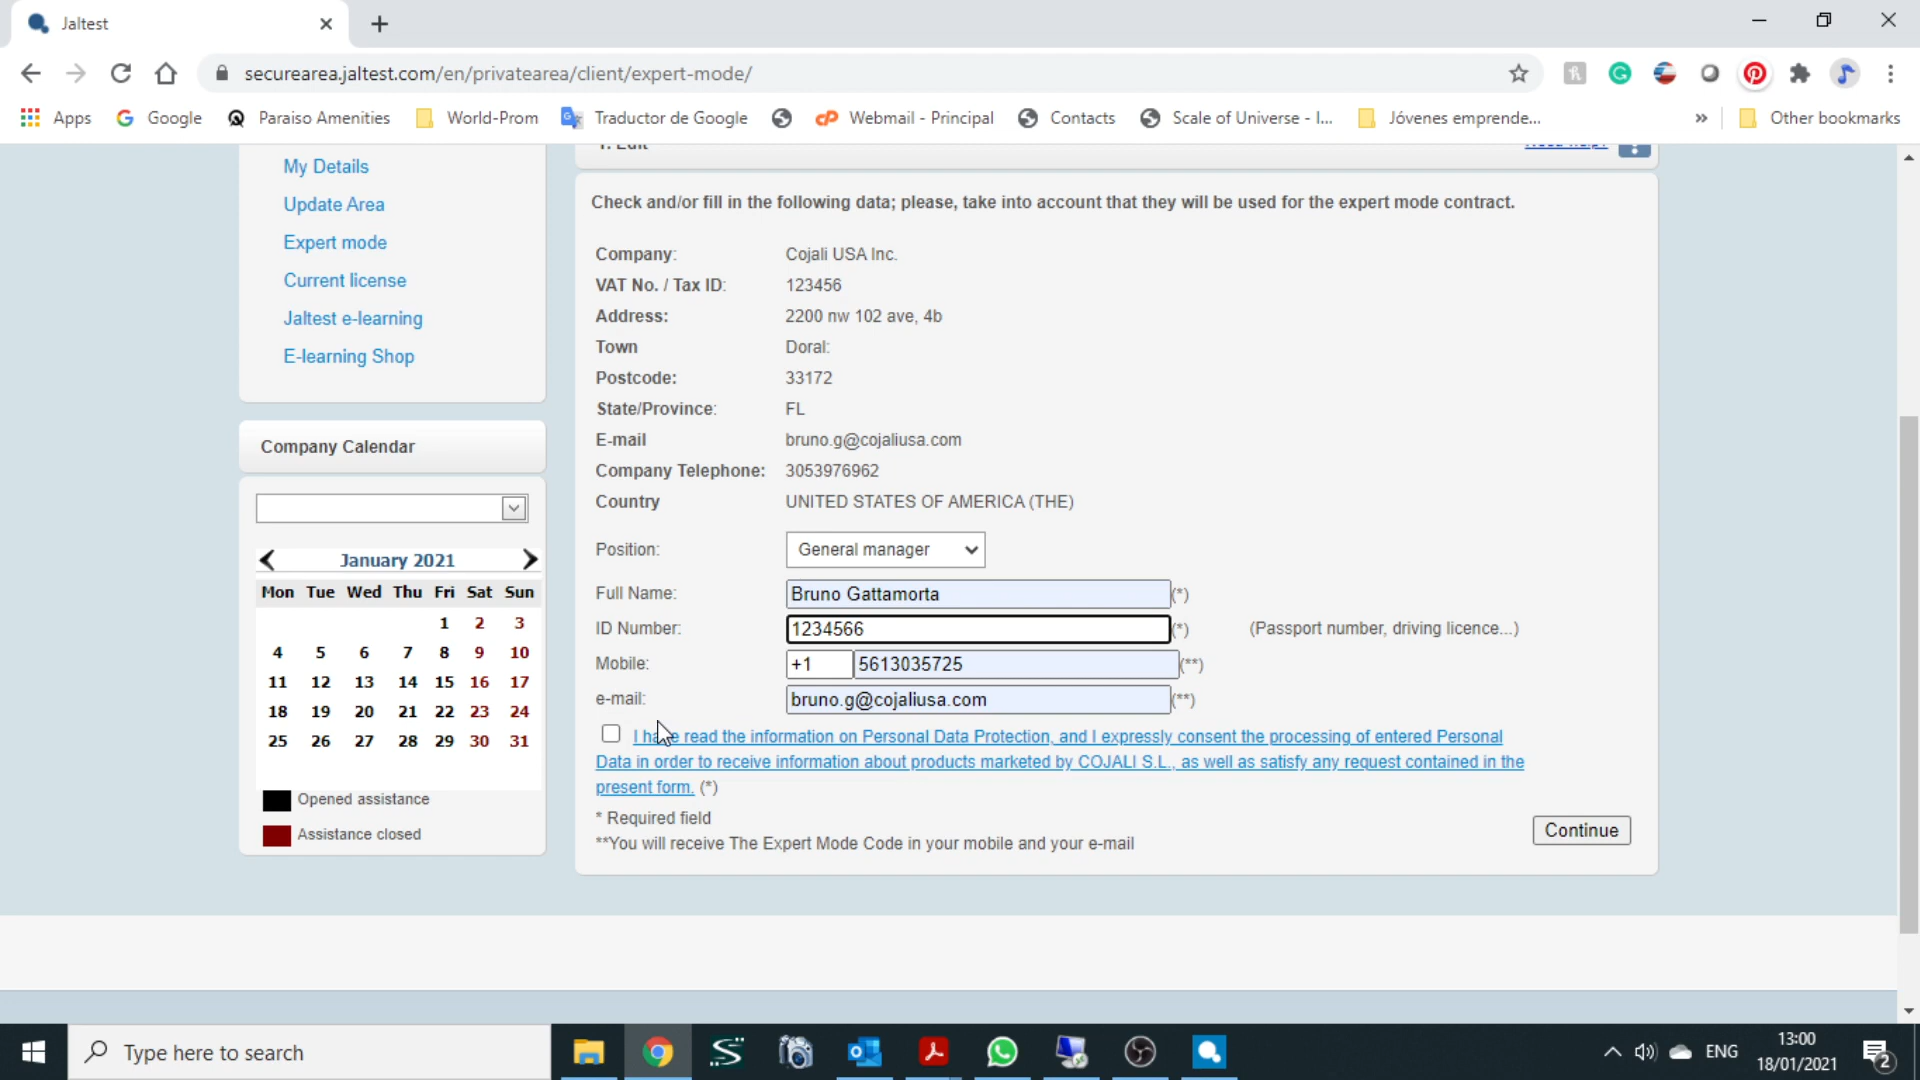 Jaltest
securearea.jaltest.com/en/privatearea/client/expert-mode/
Apps
Google
Paraiso Amenities
World-Prom
Traductor de Google
Webmail - Principal
Contacts
Scale of Universe - I...
Jóvenes emprende...
»
Other bookmarks
My Details
Update Area
Expert mode
Current license
Jaltest e-learning
E-learning Shop
Company Calendar
January 2021
Mon Tue Wed Thu Fri Sat Sun
1 2 3
4 5 6 7 8 9 10
11 12 13 14 15 16 17
18 19 20 21 22 23 24
25 26 27 28 29 30 31
Opened assistance
Assistance closed
1. Edit
Need help?
Check and/or fill in the following data; please, take into account that they will be used for the expert mode contract.
Company: Cojali USA Inc.
VAT No. / Tax ID: 123456
Address: 2200 nw 102 ave, 4b
Town Doral:
Postcode: 33172
State/Province: FL
E-mail bruno.g@cojaliusa.com
Company Telephone: 3053976962
Country UNITED STATES OF AMERICA (THE)
Position: General manager
Full Name: Bruno Gattamorta (*)
ID Number: 1234566 (*) (Passport number, driving licence...)
Mobile: +1 5613035725 (**)
e-mail: bruno.g@cojaliusa.com (**)
I have read the information on Personal Data Protection, and I expressly consent the processing of entered Personal
Data in order to receive information about products marketed by COJALI S.L., as well as satisfy any request contained in the
present form. (*)
* Required field
**You will receive The Expert Mode Code in your mobile and your e-mail
Continue
Type here to search
ENG
13:00
18/01/2021
2